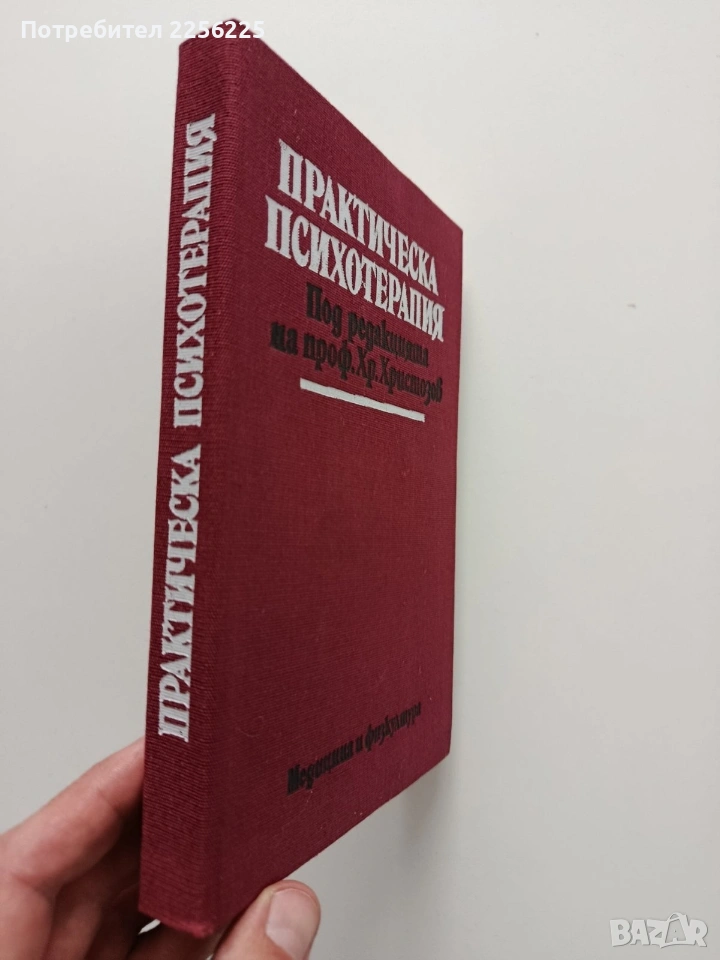 Потребител 2256225
ПРАКТИЧЕСКА ПСИХОТЕРАПИЯ
ПРАКТИЧЕСКА
ПСИХОТЕРАПИЯ
Под редакцията
на проф. Хр. Христозов
Медицина и физкултура
BAZAR